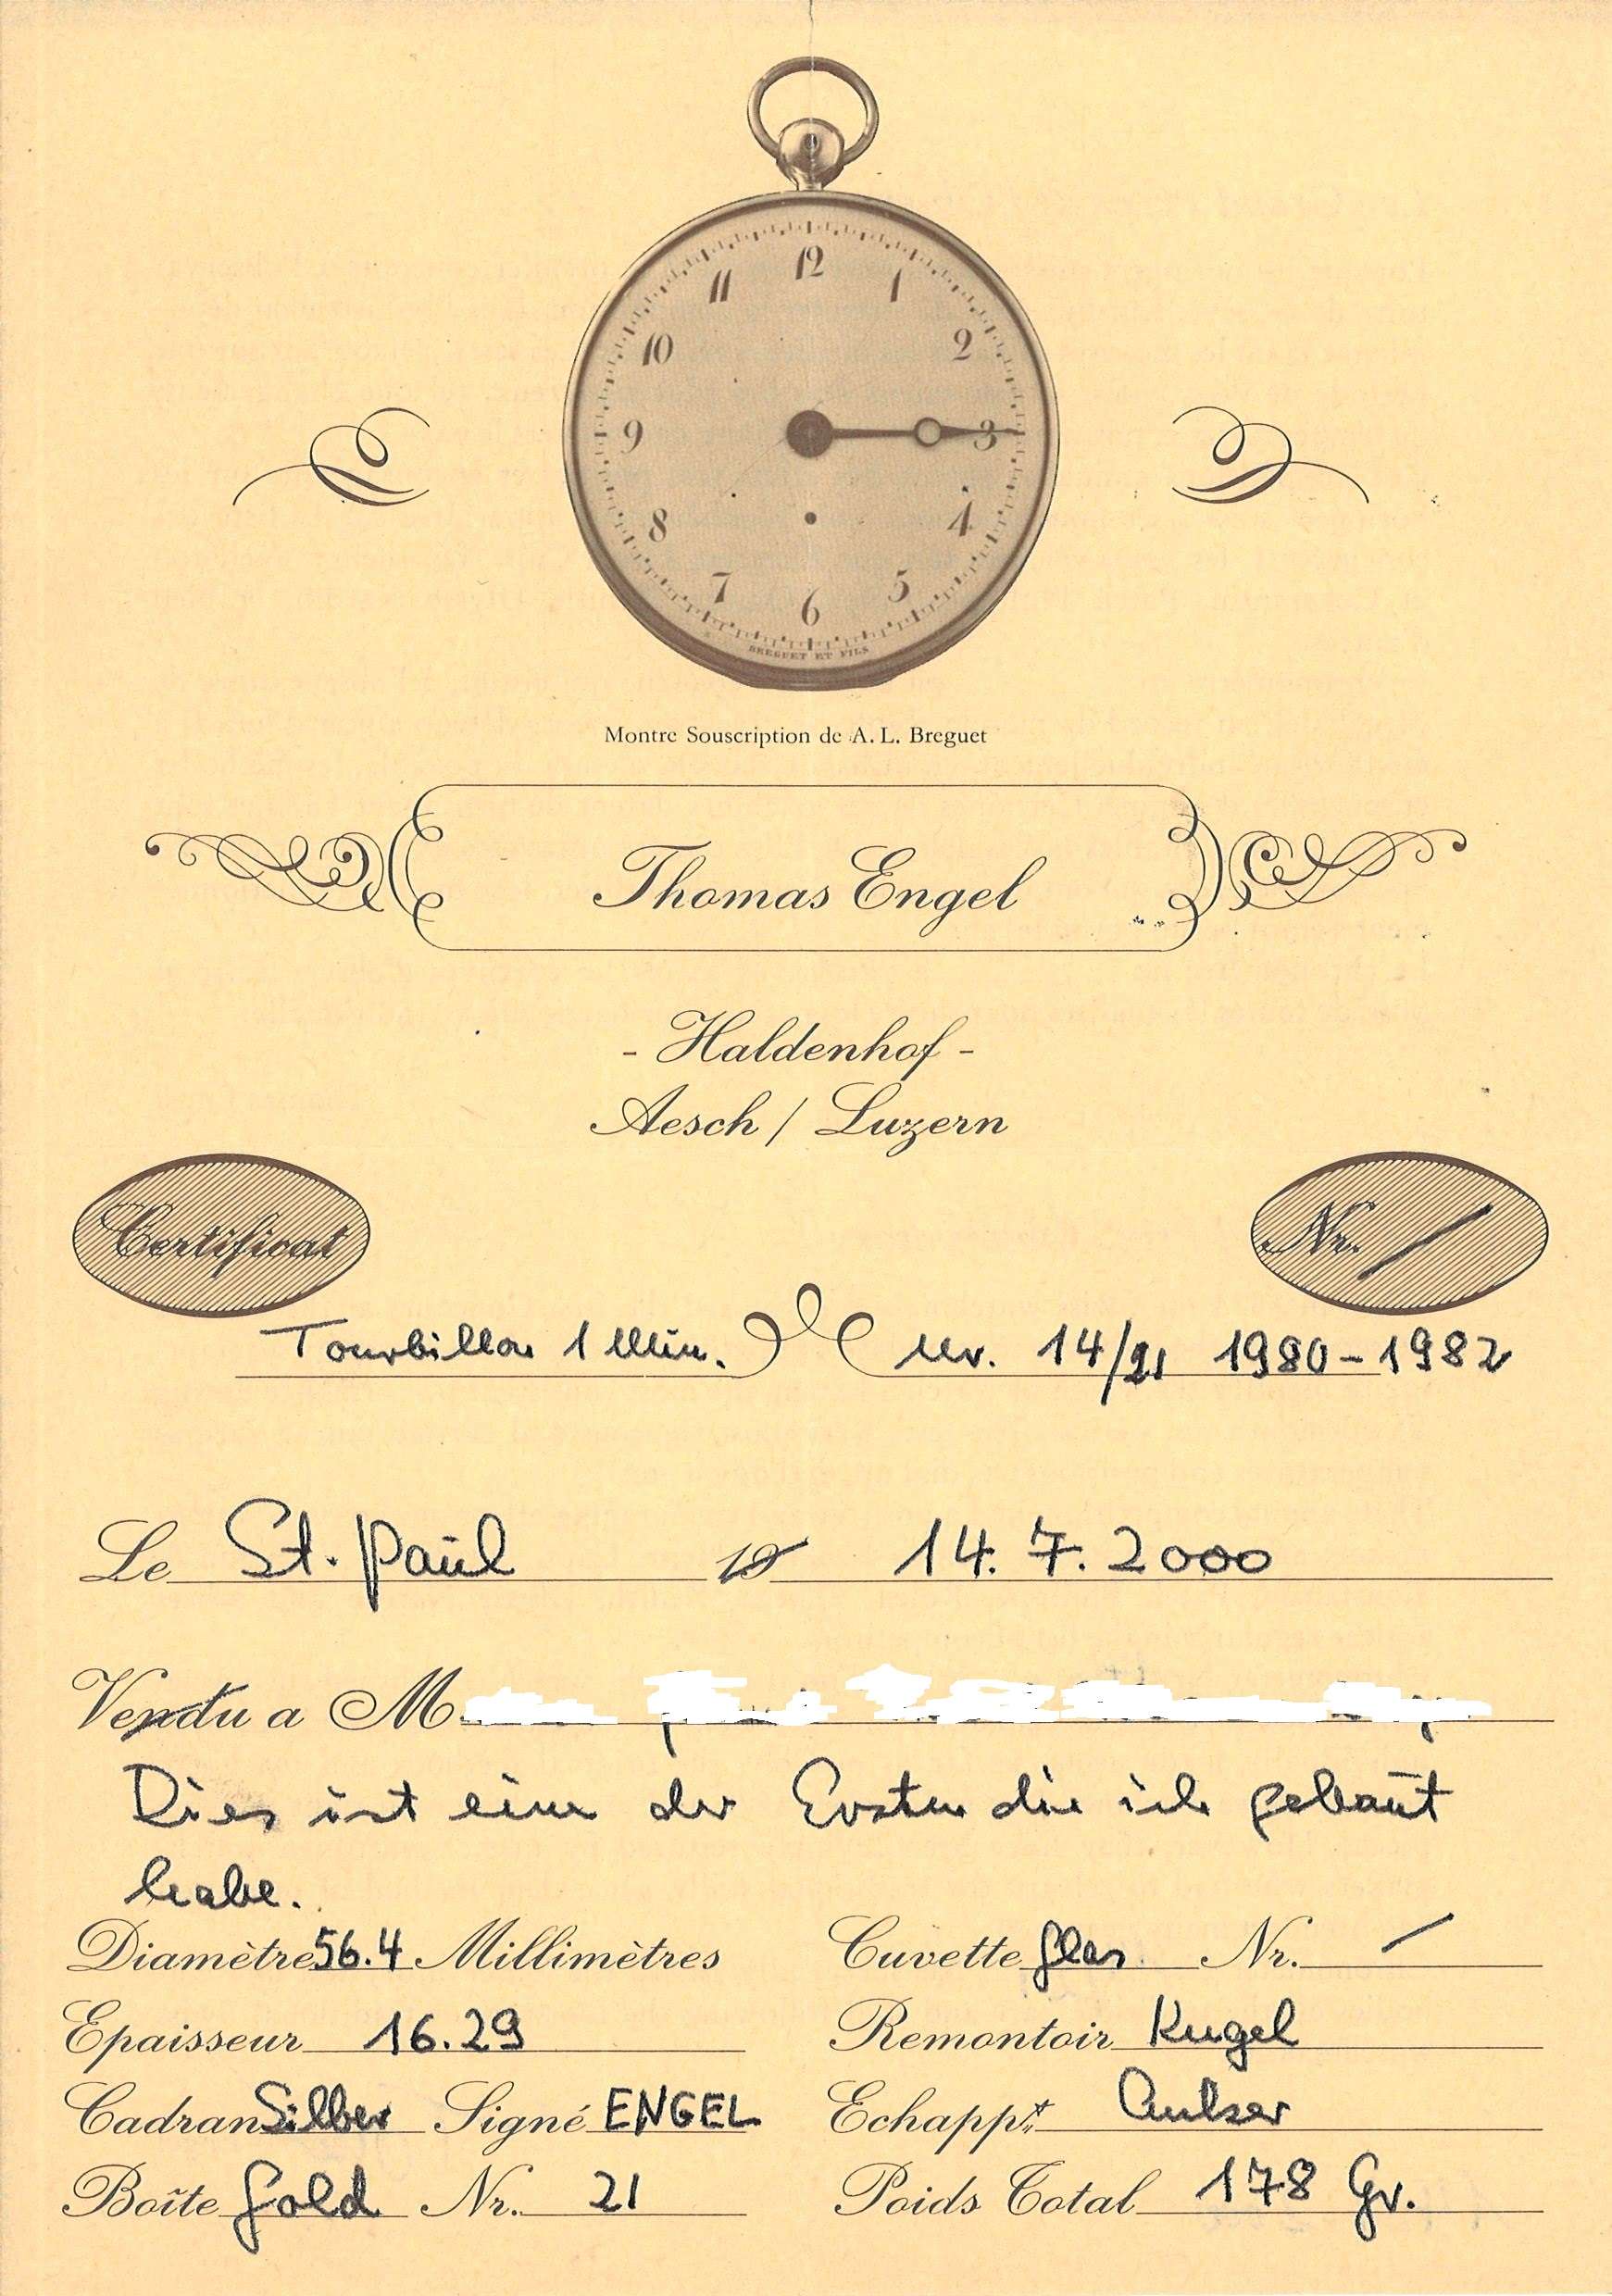 12
11 1
10 2
9 3
8 4
7 5
6
BREGUET ET FILS
Montre Souscription de A. L. Breguet
Thomas Engel
- Haldenhof -
Aesch / Luzern
Certificat Nr. /
Tourbillon 1 Min. Nr. 14/21 1980-1982
Le St. Paul 19 14. 7. 2000
Vendu a M.
Dies ist eine der Ersten die ich gebaut
habe.
Diamètre 56.4 Millimètres Cuvette Glas Nr. /
Epaisseur 16.29 Remontoir Kugel
Cadran Silber Signé ENGEL Echappt. Anker
Boîte Gold Nr. 21 Poids Total 178 Gr.